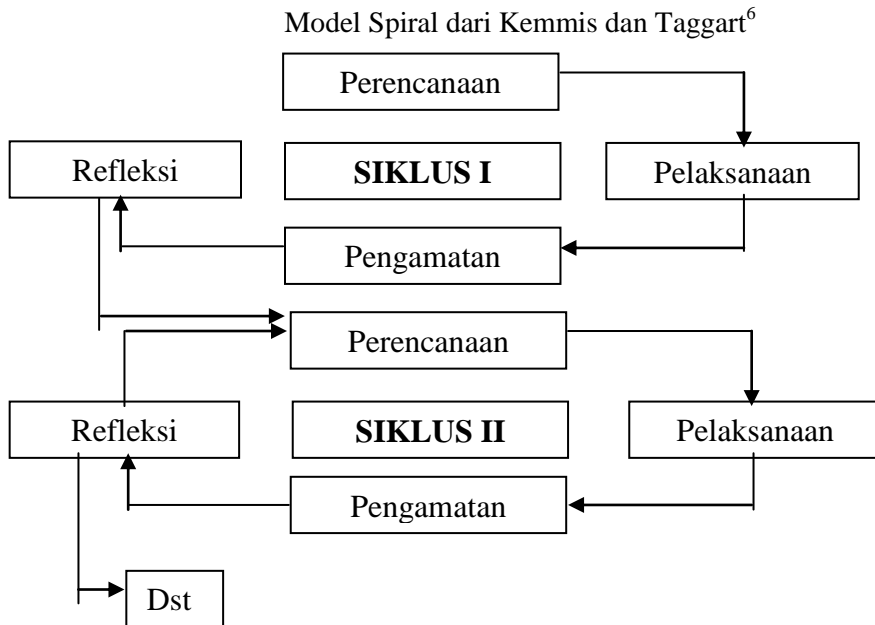 Model Spiral dari Kemmis dan Taggart⁶
Perencanaan
Refleksi
SIKLUS I
Pelaksanaan
Pengamatan
Perencanaan
Refleksi
SIKLUS II
Pelaksanaan
Pengamatan
Dst